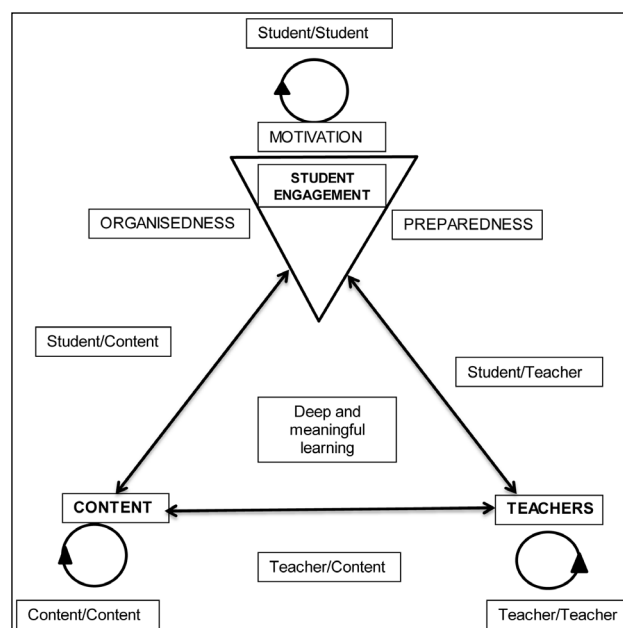 Student/Student
MOTIVATION
STUDENT
ENGAGEMENT
ORGANISEDNESS
PREPAREDNESS
Student/Content
Student/Teacher
Deep and
meaningful
learning
CONTENT
TEACHERS
Teacher/Content
Content/Content
Teacher/Teacher